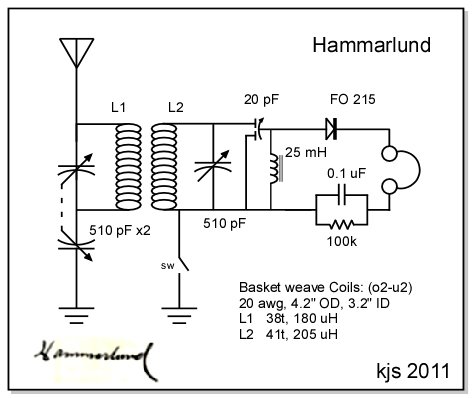 Hammarlund
20 pF
FO 215
L1
L2
25 mH
0.1 uF
510 pF x2
510 pF
100k
sw
Basket weave Coils: (o2-u2)
20 awg, 4.2" OD, 3.2" ID
L1 38t, 180 uH
L2 41t, 205 uH
Hammarlund
kjs 2011